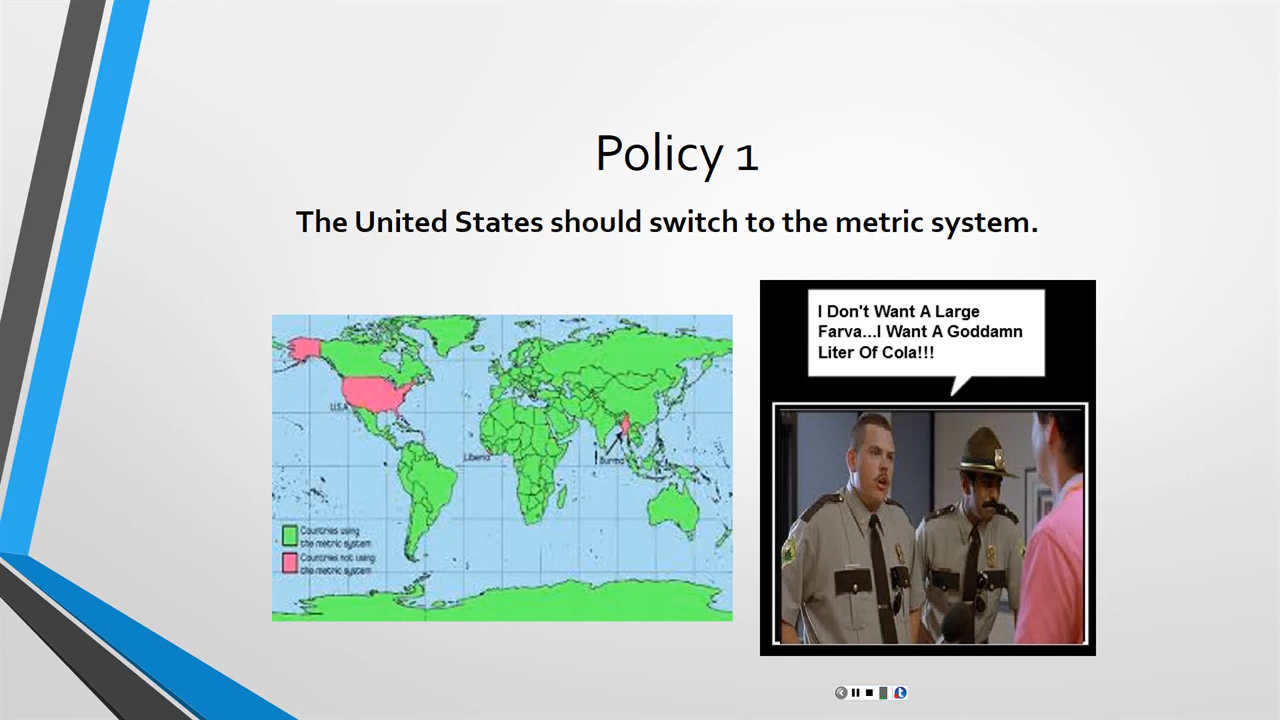 Policy 1
The United States should switch to the metric system.
I Don't Want A Large
Farva...I Want A Goddamn
Liter Of Cola!!!
U.S.A
Liberia
Burma
Countries using
the metric system
Countries not using
the metric system